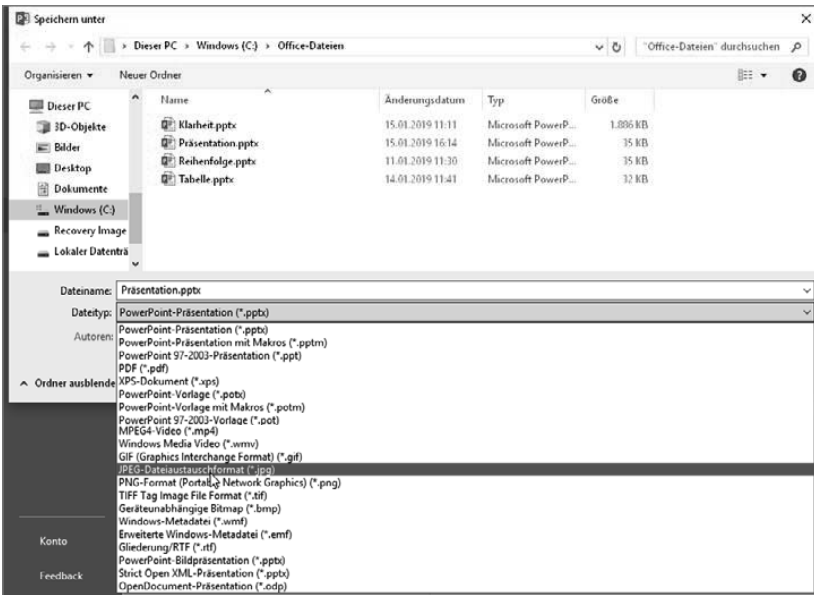 Speichern unter
Dieser PC > Windows (C:) > Office-Dateien
"Office-Dateien" durchsuchen
Organisieren Neuer Ordner
Name Änderungsdatum Typ Größe
Klarheit.pptx 15.01.2019 11:11 Microsoft PowerP... 1.086 KB
Präsentation.pptx 15.01.2019 16:14 Microsoft PowerP... 35 KB
Reihenfolge.pptx 11.01.2019 11:30 Microsoft PowerP... 35 KB
Tabelle.pptx 14.01.2019 11:41 Microsoft PowerP... 32 KB
Dieser PC
3D-Objekte
Bilder
Desktop
Dokumente
Windows (C:)
Recovery Image
Lokaler Datenträ
Dateiname: Präsentation.pptx
Dateityp: PowerPoint-Präsentation (*.pptx)
Autoren:
PowerPoint-Präsentation (*.pptx)
PowerPoint-Präsentation mit Makros (*.pptm)
PowerPoint 97-2003-Präsentation (*.ppt)
PDF (*.pdf)
XPS-Dokument (*.xps)
PowerPoint-Vorlage (*.potx)
PowerPoint-Vorlage mit Makros (*.potm)
PowerPoint 97-2003-Vorlage (*.pot)
MPEG4-Video (*.mp4)
Windows Media Video (*.wmv)
GIF (Graphics Interchange Format) (*.gif)
JPEG-Dateiaustauschformat (*.jpg)
PNG-Format (Portable Network Graphics) (*.png)
TIFF Tag Image File Format (*.tif)
Geräteunabhängige Bitmap (*.bmp)
Windows-Metadatei (*.wmf)
Erweiterte Windows-Metadatei (*.emf)
Gliederung/RTF (*.rtf)
PowerPoint-Bildpräsentation (*.pptx)
Strict Open XML-Präsentation (*.pptx)
OpenDocument-Präsentation (*.odp)
Ordner ausblende
Konto
Feedback